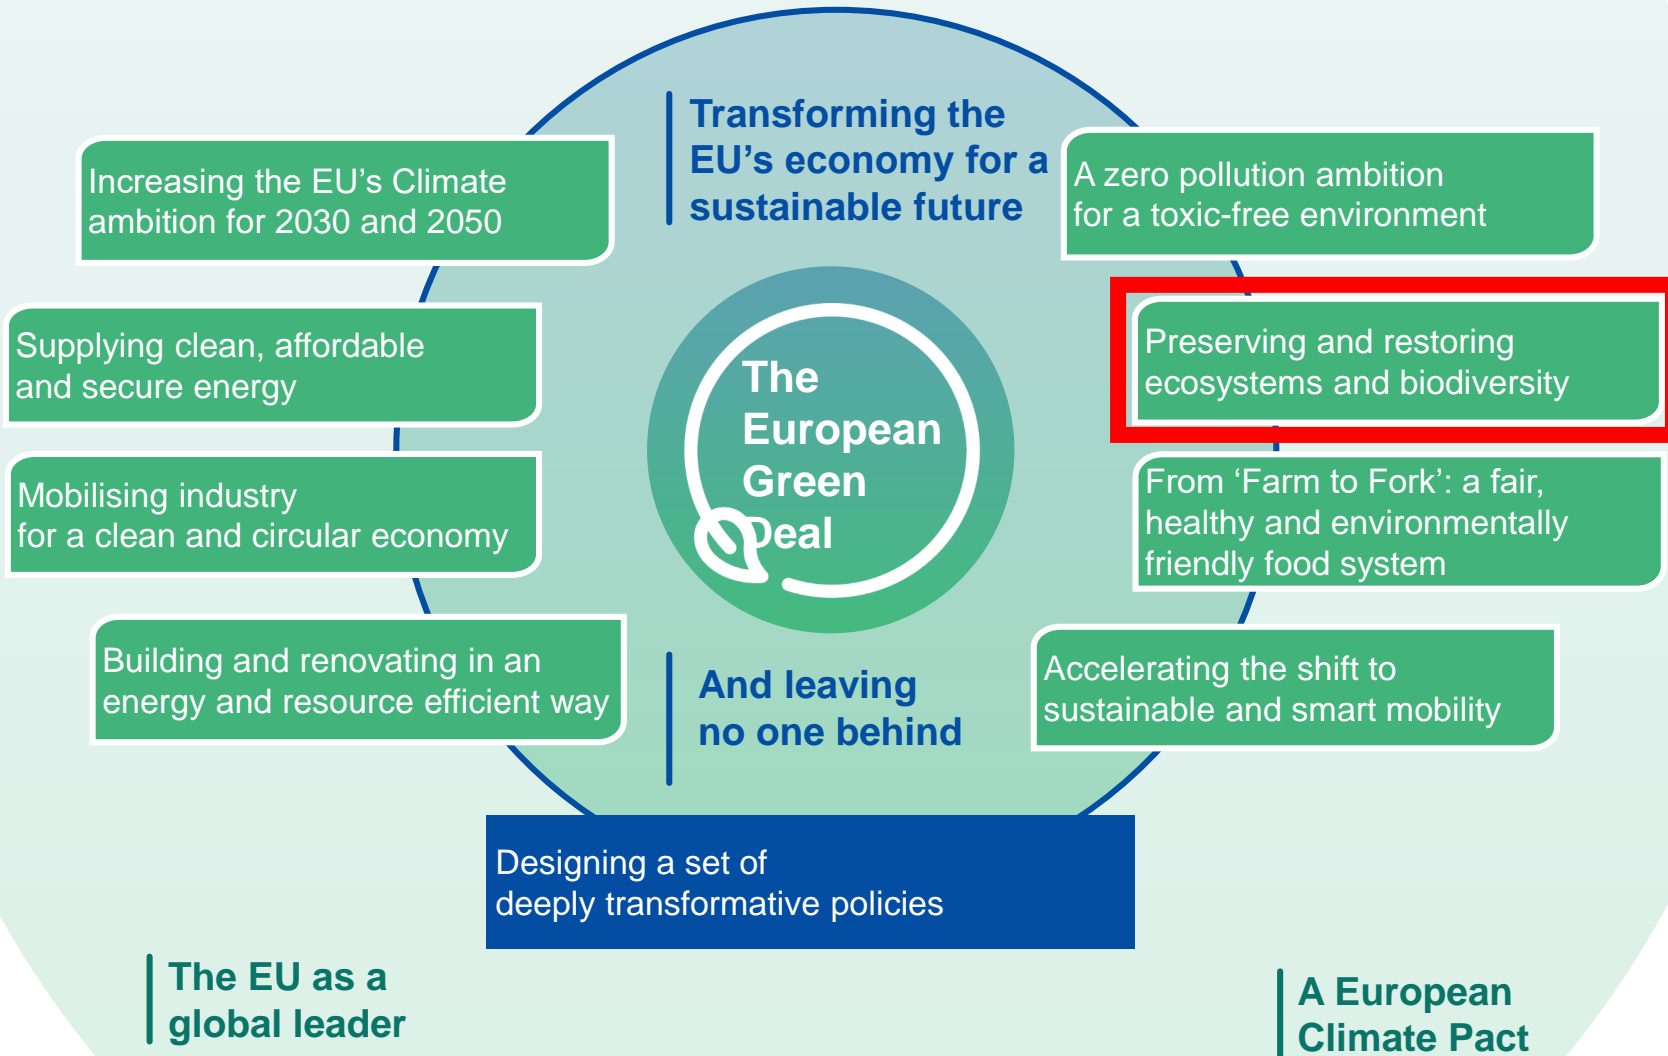 Transforming the
EU’s economy for a
sustainable future
Increasing the EU’s Climate
ambition for 2030 and 2050
A zero pollution ambition
for a toxic-free environment
Supplying clean, affordable
and secure energy
Preserving and restoring
ecosystems and biodiversity
The
European
Green
Deal
Mobilising industry
for a clean and circular economy
From ‘Farm to Fork’: a fair,
healthy and environmentally
friendly food system
Building and renovating in an
energy and resource efficient way
And leaving
no one behind
Accelerating the shift to
sustainable and smart mobility
Designing a set of
deeply transformative policies
The EU as a
global leader
A European
Climate Pact